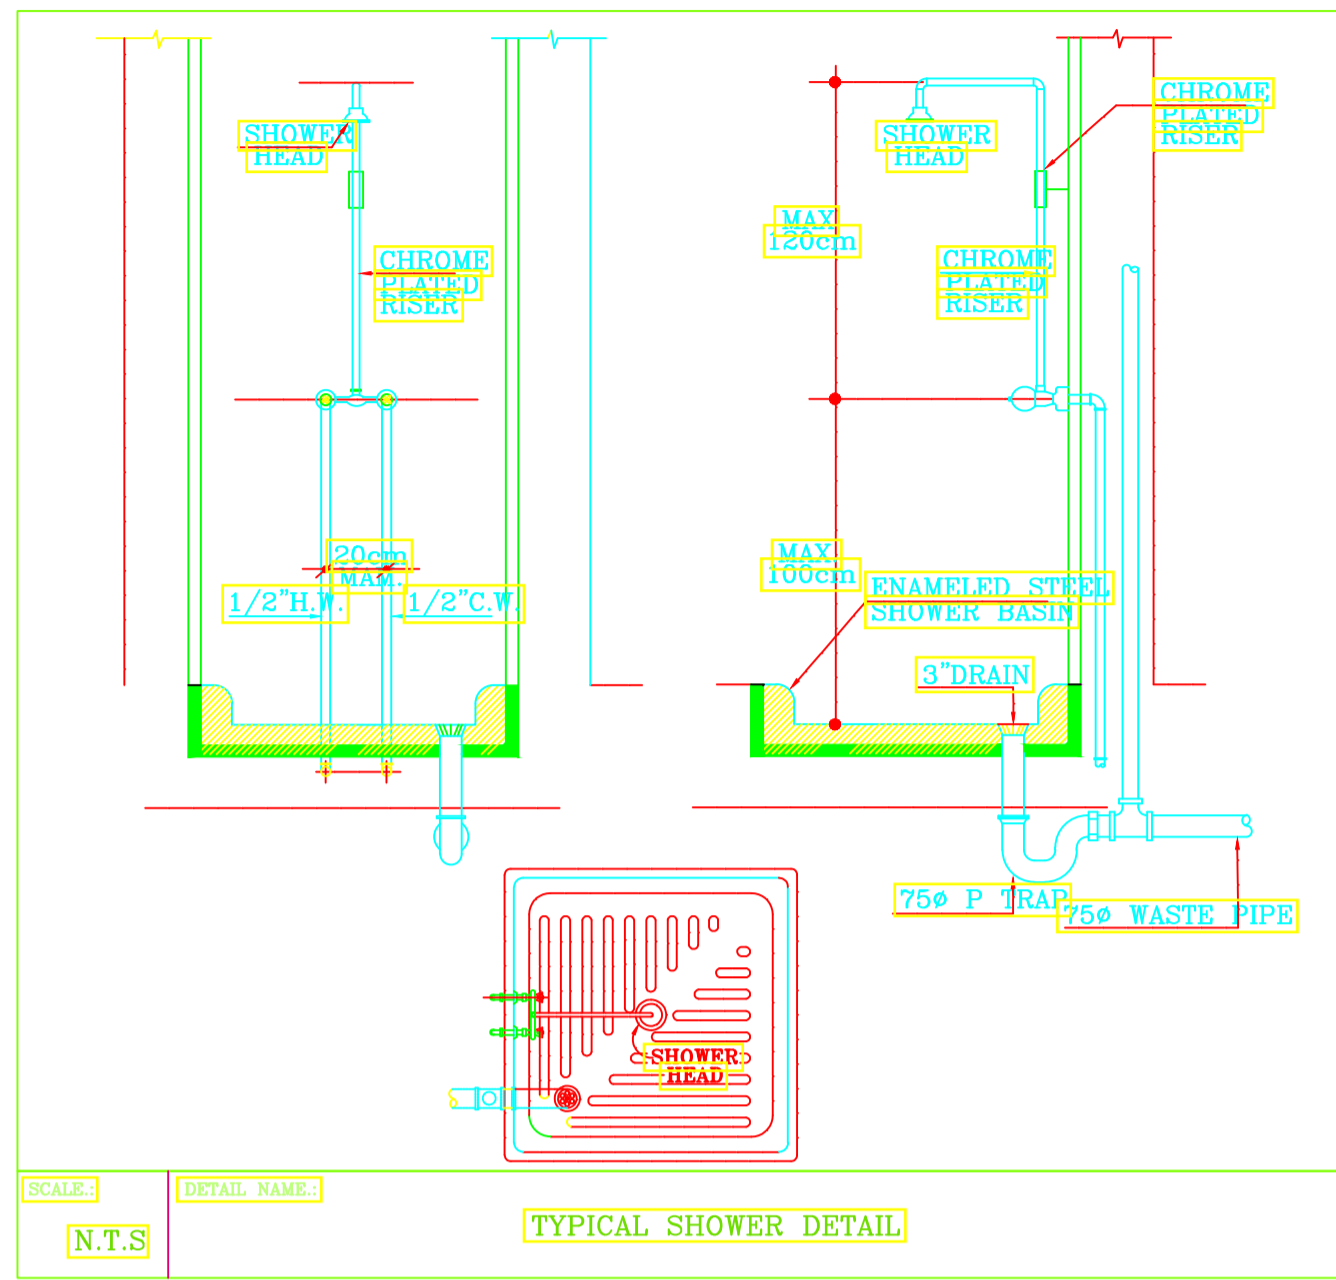 SHOWER
HEAD
CHROME
PLATED
RISER
20cm
MAM.
1/2"H.W.
1/2"C.W.
SHOWER
HEAD
CHROME
PLATED
RISER
MAX
120cm
CHROME
PLATED
RISER
MAX
100cm
ENAMELED STEEL
SHOWER BASIN
3"DRAIN
75ø P TRAP
75ø WASTE PIPE
SHOWER
HEAD
SCALE.:
N.T.S
DETAIL NAME.:
TYPICAL SHOWER DETAIL